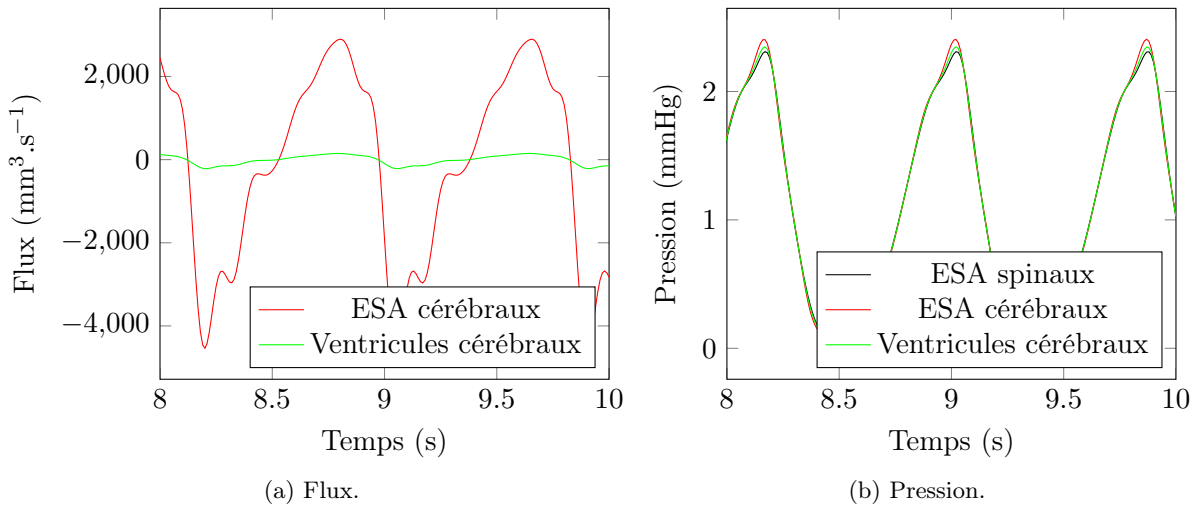 2,000
0
−2,000
−4,000
8
8.5
9
9.5
10
Flux (mm³.s⁻¹)
Temps (s)
ESA cérébraux
Ventricules cérébraux
(a) Flux.
2
1
0
8
8.5
9
9.5
10
Pression (mmHg)
Temps (s)
ESA spinaux
ESA cérébraux
Ventricules cérébraux
(b) Pression.